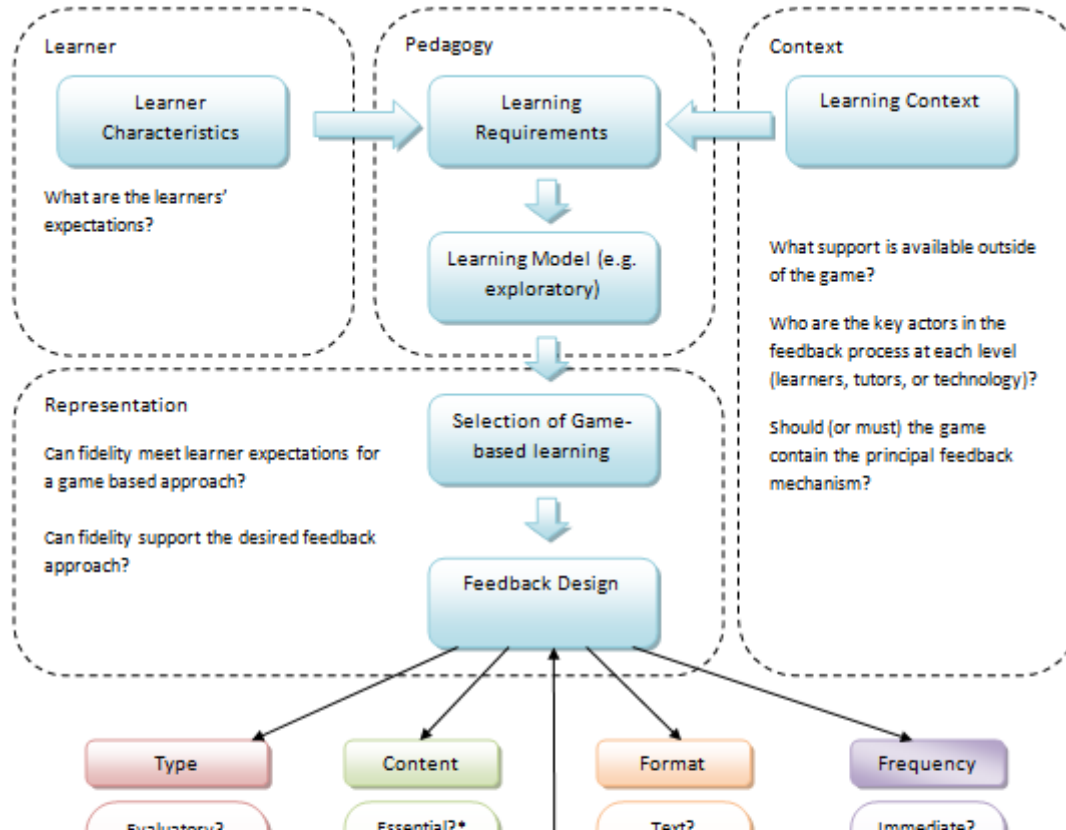 Learner
Learner
Characteristics
What are the learners'
expectations?
Pedagogy
Learning
Requirements
Learning Model (e.g.
exploratory)
Context
Learning Context
What support is available outside
of the game?
Who are the key actors in the
feedback process at each level
(learners, tutors, or technology)?
Should (or must) the game
contain the principal feedback
mechanism?
Representation
Can fidelity meet learner expectations for
a game based approach?
Can fidelity support the desired feedback
approach?
Selection of Game-
based learning
Feedback Design
Type
Content
Format
Frequency
Evaluatory?
Essential?*
Text?
Immediate?